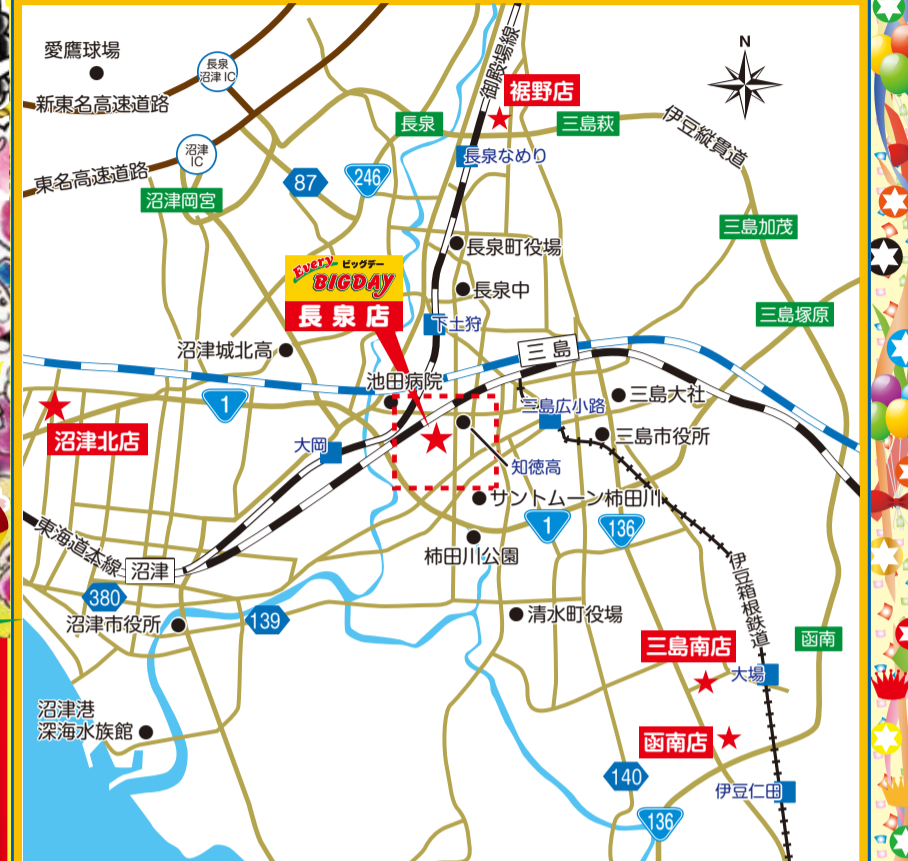 愛鷹球場
長泉
沼津IC
新東名高速道路
沼津
IC
東名高速道路
沼津岡宮
87
246
長泉
御殿場線
裾野店
三島萩
長泉なめり
伊豆縦貫道
N
三島加茂
三島塚原
長泉町役場
長泉中
Every ビッグデー
BIGDAY
長泉店
下土狩
沼津城北高
池田病院
三島
三島大社
三島広小路
三島市役所
1
沼津北店
大岡
知徳高
サントムーン柿田川
1
136
柿田川公園
東海道本線
沼津
380
139
沼津市役所
清水町役場
伊豆箱根鉄道
函南
三島南店
大場
沼津港
深海水族館
函南店
140
136
伊豆仁田